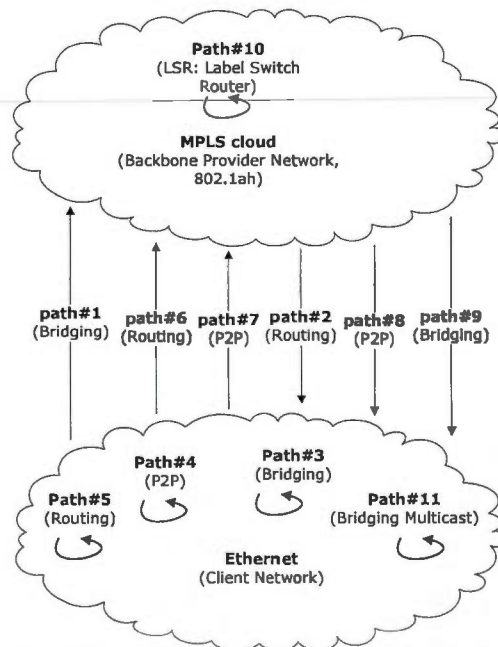 Path#10
(LSR: Label Switch
Router)
MPLS cloud
(Backbone Provider Network,
802.1ah)
path#1
(Bridging)
path#6
(Routing)
path#7
(P2P)
path#2
(Routing)
path#8
(P2P)
path#9
(Bridging)
Path#4
(P2P)
Path#3
(Bridging)
Path#5
(Routing)
Path#11
(Bridging Multicast)
Ethernet
(Client Network)